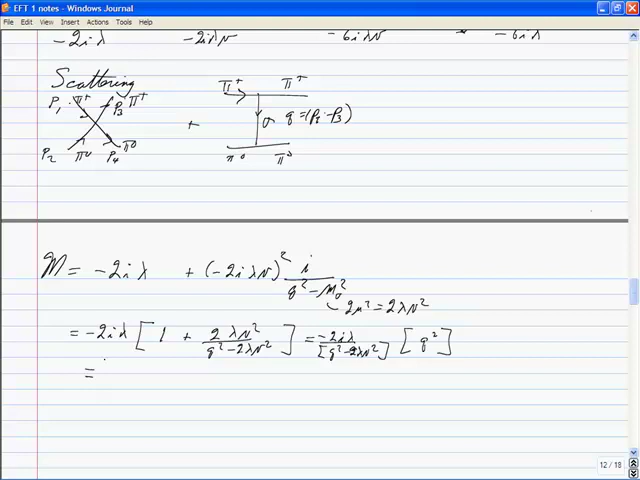 EFT 1 notes - Windows Journal
File Edit View Insert Actions Tools Help
-2iλ -2iλv -6iλv -6iλ
Scattering
P₁ π⁺ P₃ π⁺ π⁺ π⁺
+ σ q=(P₁-P₃)
P₂ π⁰ P₄ π⁰ π⁰ π⁰
M = -2iλ + (-2iλv)² i/(q²-m_σ²)
2μ² = 2λv²
= -2iλ [ 1 + 2λv²/(q²-2λv²) ] = -2iλ/[q²-2λv²] [ q² ]
=
12 / 18